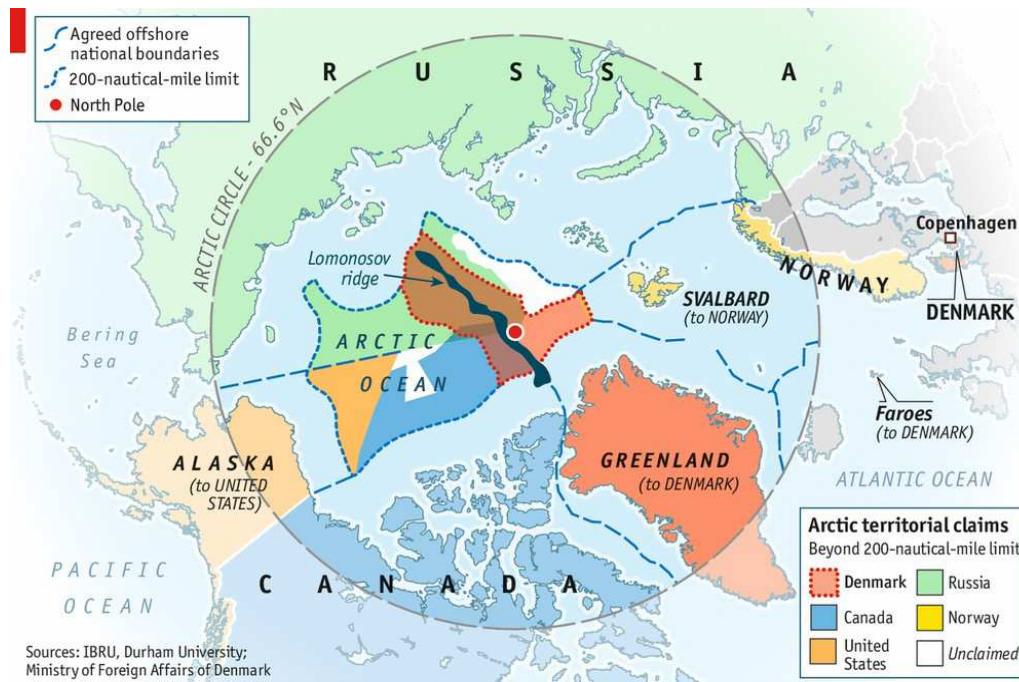 Agreed offshore
national boundaries
200-nautical-mile limit
North Pole
RUSSIA
ARCTIC CIRCLE - 66.6°N
Lomonosov
ridge
ARCTIC
OCEAN
Bering
Sea
SVALBARD
(to NORWAY)
NORWAY
Copenhagen
DENMARK
Faroes
(to DENMARK)
ALASKA
(to UNITED
STATES)
GREENLAND
(to DENMARK)
ATLANTIC OCEAN
PACIFIC
OCEAN
CANADA
Arctic territorial claims
Beyond 200-nautical-mile limit
Denmark
Russia
Canada
Norway
United
States
Unclaimed
Sources: IBRU, Durham University;
Ministry of Foreign Affairs of Denmark